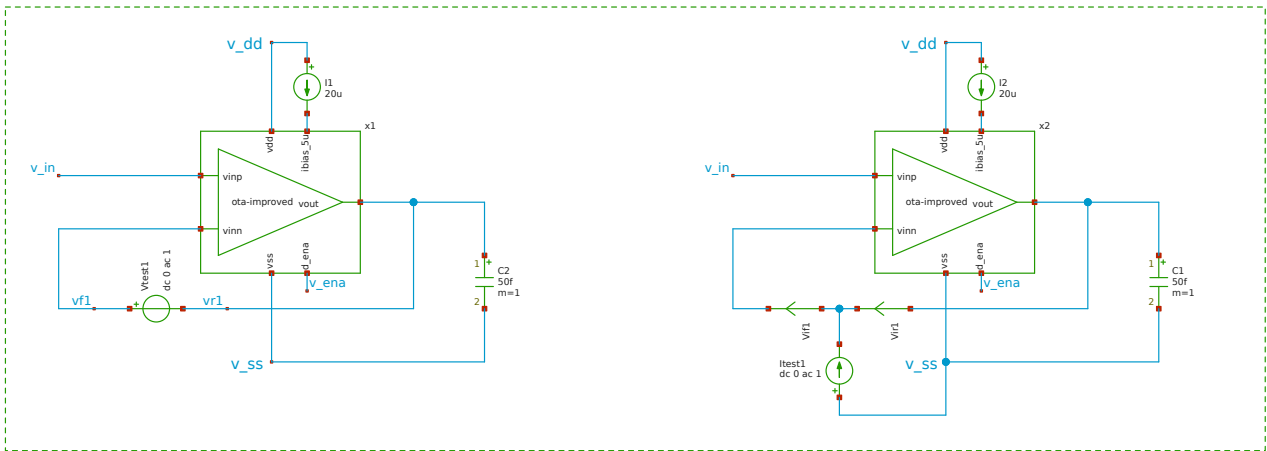 v_dd
+
I1
20u
x1
vdd
ibias_5u
v_in
vinp
ota-improved
vout
vinn
vss
d_ena
v_ena
Vtest1
dc 0 ac 1
vf1
+
vr1
1
+
C2
50f
m=1
2
v_ss
v_dd
+
I2
20u
x2
vdd
ibias_5u
v_in
vinp
ota-improved
vout
vinn
vss
d_ena
v_ena
Vif1
Vir1
Itest1
dc 0 ac 1
+
1
+
C1
50f
m=1
2
v_ss